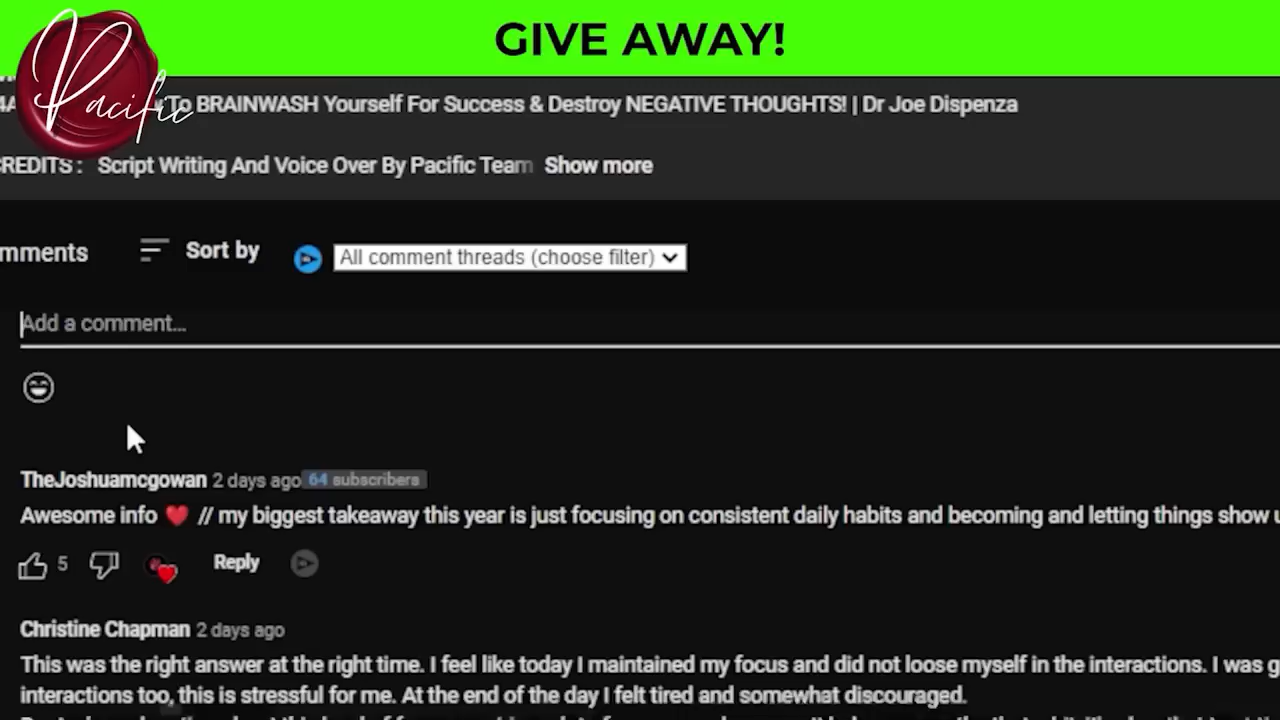 GIVE AWAY!
Pacific
To BRAINWASH Yourself For Success & Destroy NEGATIVE THOUGHTS! | Dr Joe Dispenza
CREDITS : Script Writing And Voice Over By Pacific Team Show more
mments Sort by All comment threads (choose filter)
Add a comment...
TheJoshuamcgowan 2 days ago 64 subscribers
Awesome info ❤️ // my biggest takeaway this year is just focusing on consistent daily habits and becoming and letting things show
5 Reply
Christine Chapman 2 days ago
This was the right answer at the right time. I feel like today I maintained my focus and did not loose myself in the interactions. I was
interactions too, this is stressful for me. At the end of the day I felt tired and somewhat discouraged.